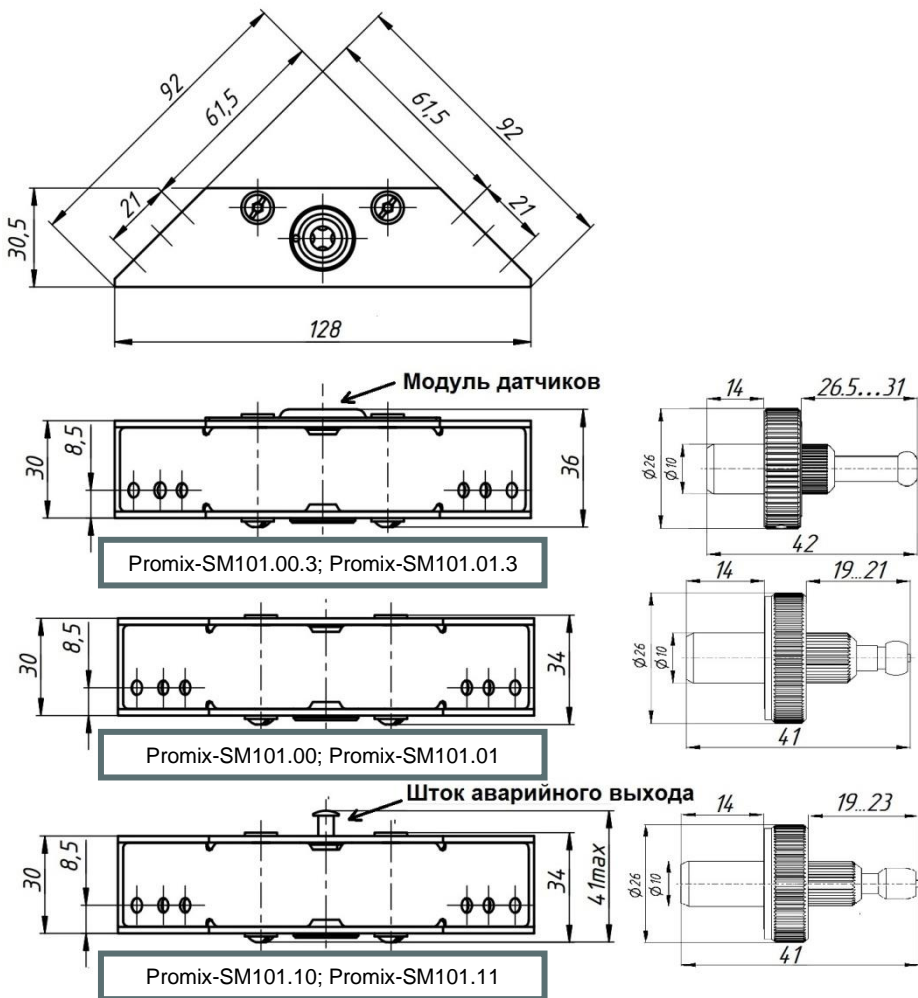 92
61,5
61,5
92
21
21
30,5
128
Модуль датчиков
30
8,5
36
Promix-SM101.00.3; Promix-SM101.01.3
14
26.5...31
Ø26
Ø10
42
30
8,5
34
Promix-SM101.00; Promix-SM101.01
14
19...21
Ø26
Ø10
41
Шток аварийного выхода
30
8,5
34
41max
Promix-SM101.10; Promix-SM101.11
14
19...23
Ø26
Ø10
41